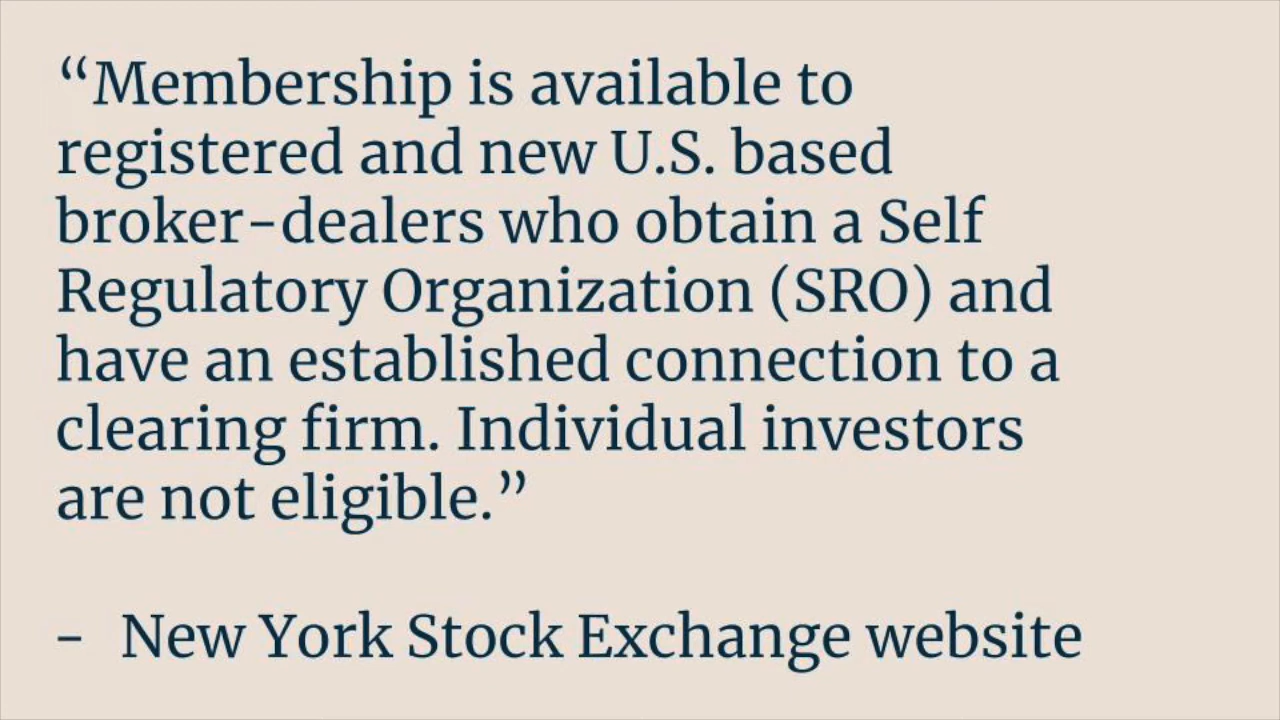 “Membership is available to
registered and new U.S. based
broker-dealers who obtain a Self
Regulatory Organization (SRO) and
have an established connection to a
clearing firm. Individual investors
are not eligible.”
- New York Stock Exchange website